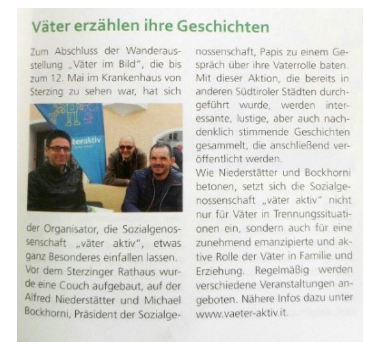 Väter erzählen ihre Geschichten
Zum Abschluss der Wanderaus-
stellung „Väter im Bild", die bis
zum 12. Mai im Krankenhaus von
Sterzing zu sehen war, hat sich
teraktiv
der Organisator, die Sozialgenos-
senschaft „väter aktiv", etwas
ganz Besonderes einfallen lassen.
Vor dem Sterzinger Rathaus wur-
de eine Couch aufgebaut, auf der
Alfred Niederstätter und Michael
Bockhorni, Präsident der Sozialge-
nossenschaft, Papis zu einem Ge-
spräch über ihre Vaterrolle baten.
Mit dieser Aktion, die bereits in
anderen Südtiroler Städten durch-
geführt wurde, werden inter-
essante, lustige, aber auch nach-
denklich stimmende Geschichten
gesammelt, die anschließend ver-
öffentlicht werden.
Wie Niederstätter und Bockhorni
betonen, setzt sich die Sozialge-
nossenschaft „väter aktiv" nicht
nur für Väter in Trennungssituati-
onen ein, sondern auch für eine
zunehmend emanzipierte und ak-
tive Rolle der Väter in Familie und
Erziehung. Regelmäßig werden
verschiedene Veranstaltungen an-
geboten. Nähere Infos dazu unter
www.vaeter-aktiv.it.